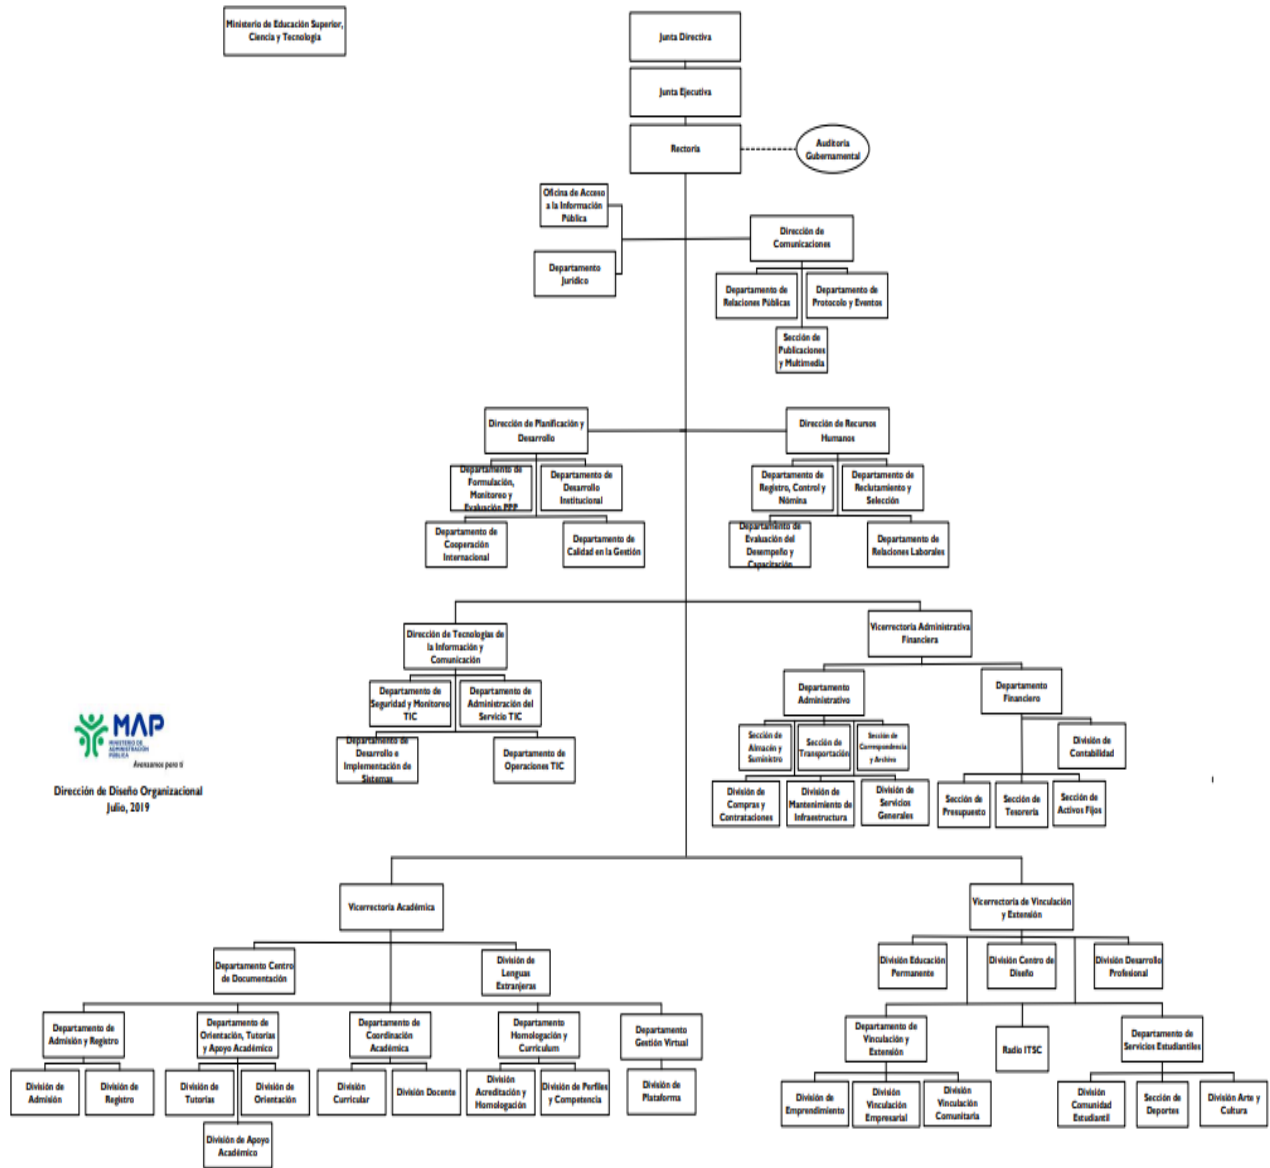 Ministerio de Educación Superior,
Ciencia y Tecnología
Junta Directiva
Junta Ejecutiva
Rectoría
Auditoría
Gubernamental
Oficina de Acceso
a la Información
Pública
Departamento
Jurídico
Dirección de
Comunicaciones
Departamento de
Relaciones Públicas
Departamento de
Protocolo y Eventos
Sección de
Publicaciones
y Multimedia
Dirección de Planificación y
Desarrollo
Dirección de Recursos
Humanos
Departamento de
Formulación,
Monitoreo y
Evaluación PPP
Departamento de
Desarrollo
Institucional
Departamento de
Registro, Control y
Nómina
Departamento de
Reclutamiento y
Selección
Departamento de
Cooperación
Internacional
Departamento de
Calidad en la Gestión
Departamento de
Evaluación del
Desempeño y
Capacitación
Departamento de
Relaciones Laborales
Dirección de Tecnologías de
la Información y
Comunicación
Vicerrectoría Administrativa
Financiera
Departamento de
Seguridad y Monitoreo
TIC
Departamento de
Administración del
Servicio TIC
Departamento
Administrativo
Departamento
Financiero
Departamento de
Desarrollo e
Implementación de
Sistemas
Departamento de
Operaciones TIC
Sección de
Almacén y
Suministro
Sección de
Transportación
Sección de
Correspondencia
y Archivo
División de
Contabilidad
División de
Compras y
Contrataciones
División de
Mantenimiento de
Infraestructura
División de
Servicios
Generales
Sección de
Presupuesto
Sección de
Tesorería
Sección de
Activos Fijos
MAP
MINISTERIO DE
ADMINISTRACIÓN
PÚBLICA
Avanzamos para ti
Dirección de Diseño Organizacional
Julio, 2019
Vicerrectoría Académica
Vicerrectoría de Vinculación
y Extensión
Departamento Centro
de Documentación
División de
Lenguas
Extranjeras
División Educación
Permanente
División Centro de
Diseño
División Desarrollo
Profesional
Departamento de
Admisión y Registro
Departamento de
Orientación, Tutorías
y Apoyo Académico
Departamento de
Coordinación
Académica
Departamento
Homologación y
Curriculum
Departamento
Gestión Virtual
Departamento de
Vinculación y
Extensión
Radio ITSC
Departamento de
Servicios Estudiantiles
División de
Admisión
División de
Registro
División de
Tutorías
División de
Orientación
División
Curricular
División Docente
División
Acreditación y
Homologación
División de Perfiles
y Competencia
División de
Plataforma
División de
Emprendimiento
División
Vinculación
Empresarial
División
Vinculación
Comunitaria
División
Comunidad
Estudiantil
Sección de
Deportes
División Arte y
Cultura
División de Apoyo
Académico